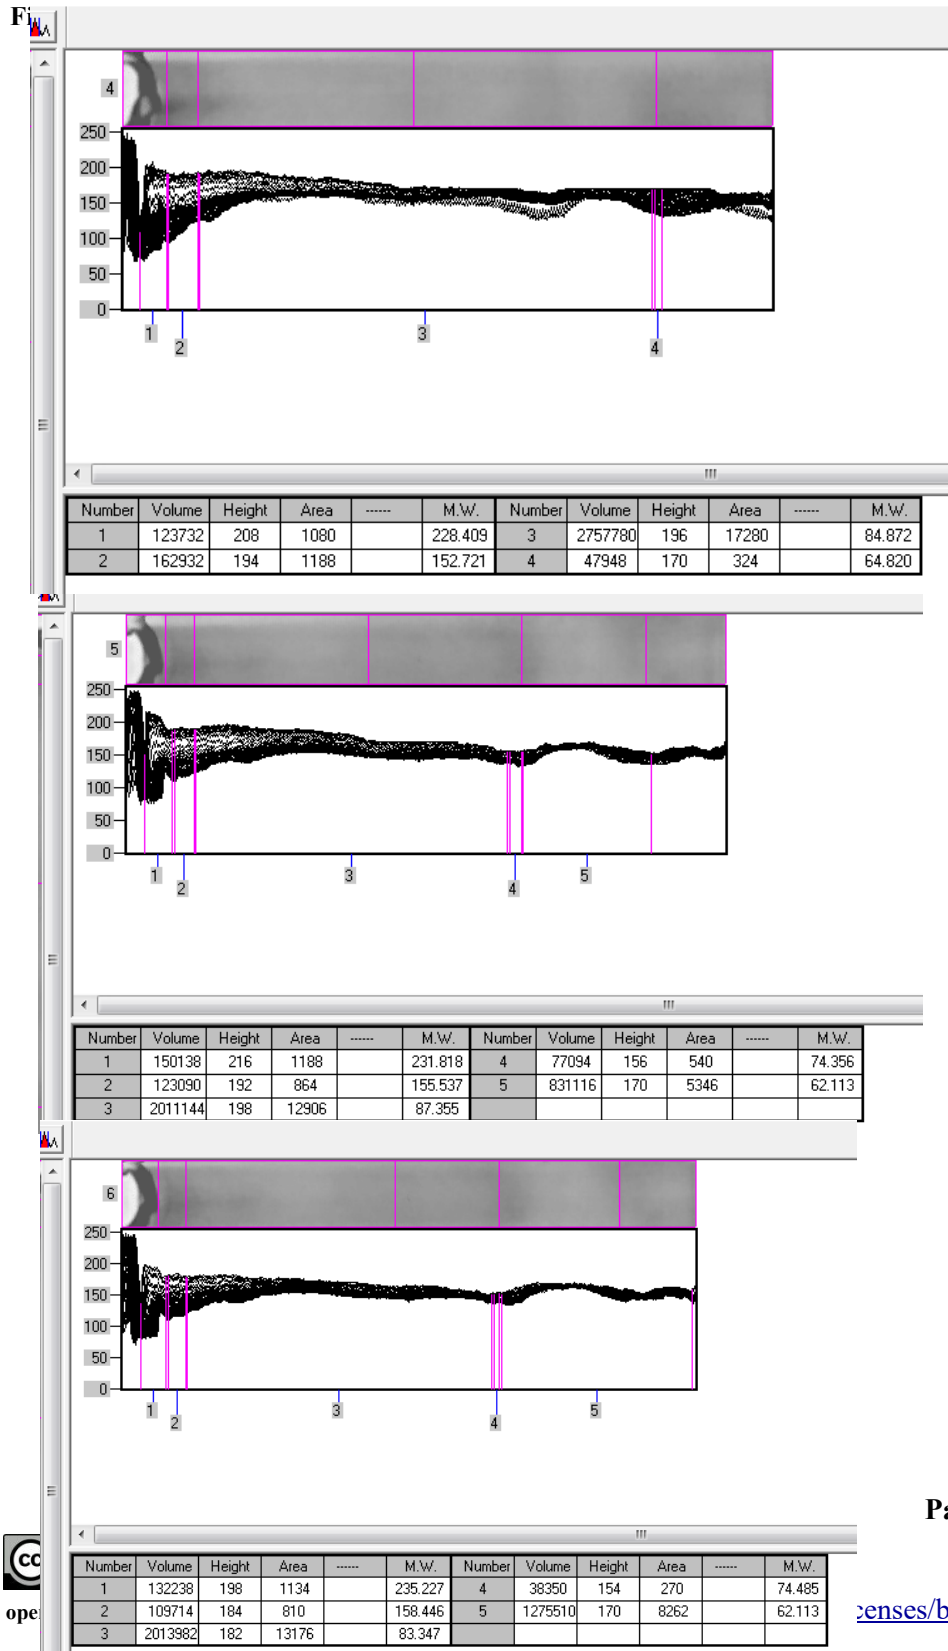 Fi
4
250
200
150
100
50
0
1 2 3 4
Number Volume Height Area ------ M.W. Number Volume Height Area ------ M.W.
1 123732 208 1080 228.409 3 2757780 196 17280 84.872
2 162932 194 1188 152.721 4 47948 170 324 64.820
5
250
200
150
100
50
0
1 2 3 4 5
Number Volume Height Area ------ M.W. Number Volume Height Area ------ M.W.
1 150138 216 1188 231.818 4 77094 156 540 74.356
2 123090 192 864 155.537 5 831116 170 5346 62.113
3 2011144 198 12906 87.355
6
250
200
150
100
50
0
1 2 3 4 5
Pa
cc
Number Volume Height Area ------ M.W. Number Volume Height Area ------ M.W.
1 132238 198 1134 235.227 4 38350 154 270 74.485
2 109714 184 810 158.446 5 1275510 170 8262 62.113
3 2013982 182 13176 83.347
ope
censes/b